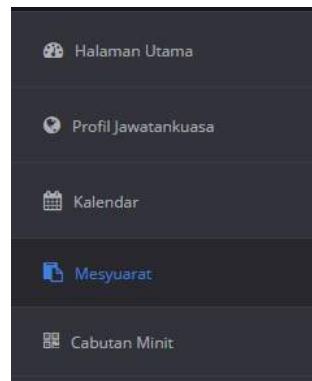 Halaman Utama
Profil Jawatankuasa
Kalendar
Mesyuarat
Cabutan Minit